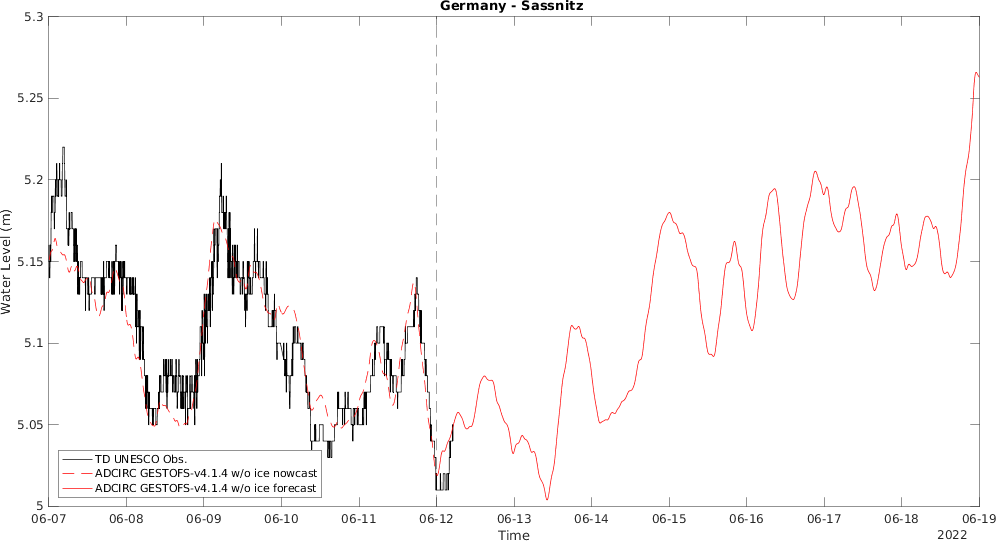 Germany - Sassnitz
5.3
5.25
5.2
5.15
5.1
5.05
5
Water Level (m)
TD UNESCO Obs.
ADCIRC GESTOFS-v4.1.4 w/o ice nowcast
ADCIRC GESTOFS-v4.1.4 w/o ice forecast
06-07 06-08 06-09 06-10 06-11 06-12 06-13 06-14 06-15 06-16 06-17 06-18 06-19
Time
2022